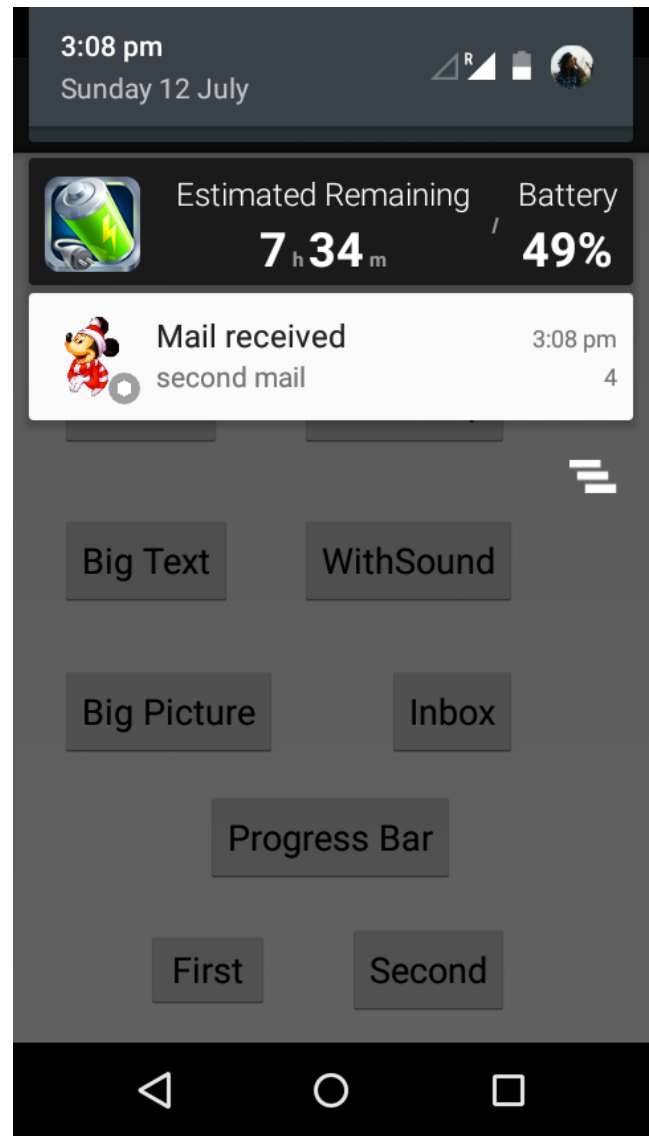 3:08 pm
Sunday 12 July
R
Estimated Remaining / Battery
7 h 34 m 49%
Mail received 3:08 pm
second mail 4
Big Text WithSound
Big Picture Inbox
Progress Bar
First Second